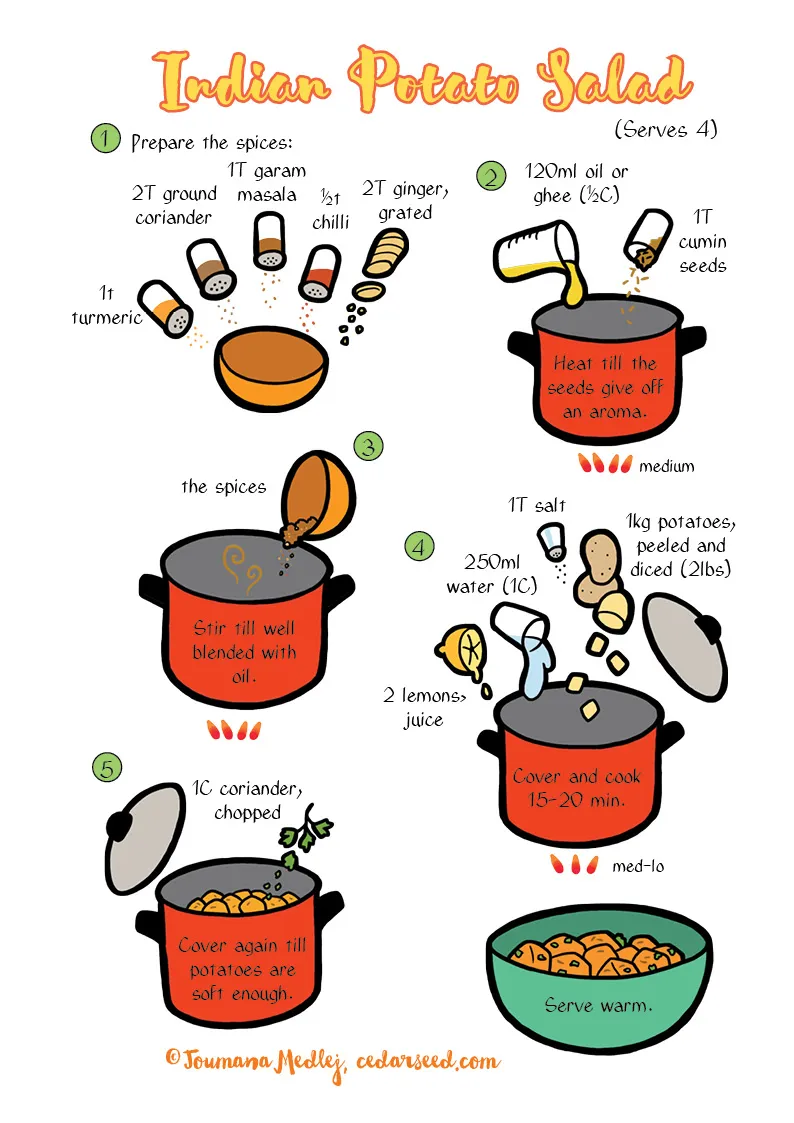 Indian Potato Salad
(Serves 4)
1
Prepare the spices:
1t
turmeric
2T ground
coriander
1T garam
masala
½t
chilli
2T ginger,
grated
2
120ml oil or
ghee (½C)
1T
cumin
seeds
Heat till the
seeds give off
an aroma.
medium
3
the spices
Stir till well
blended with
oil.
4
2 lemons,
juice
250ml
water (1C)
1T salt
1kg potatoes,
peeled and
diced (2lbs)
Cover and cook
15-20 min.
med-lo
5
1C coriander,
chopped
Cover again till
potatoes are
soft enough.
Serve warm.
©Joumana Medlej, cedarseed.com